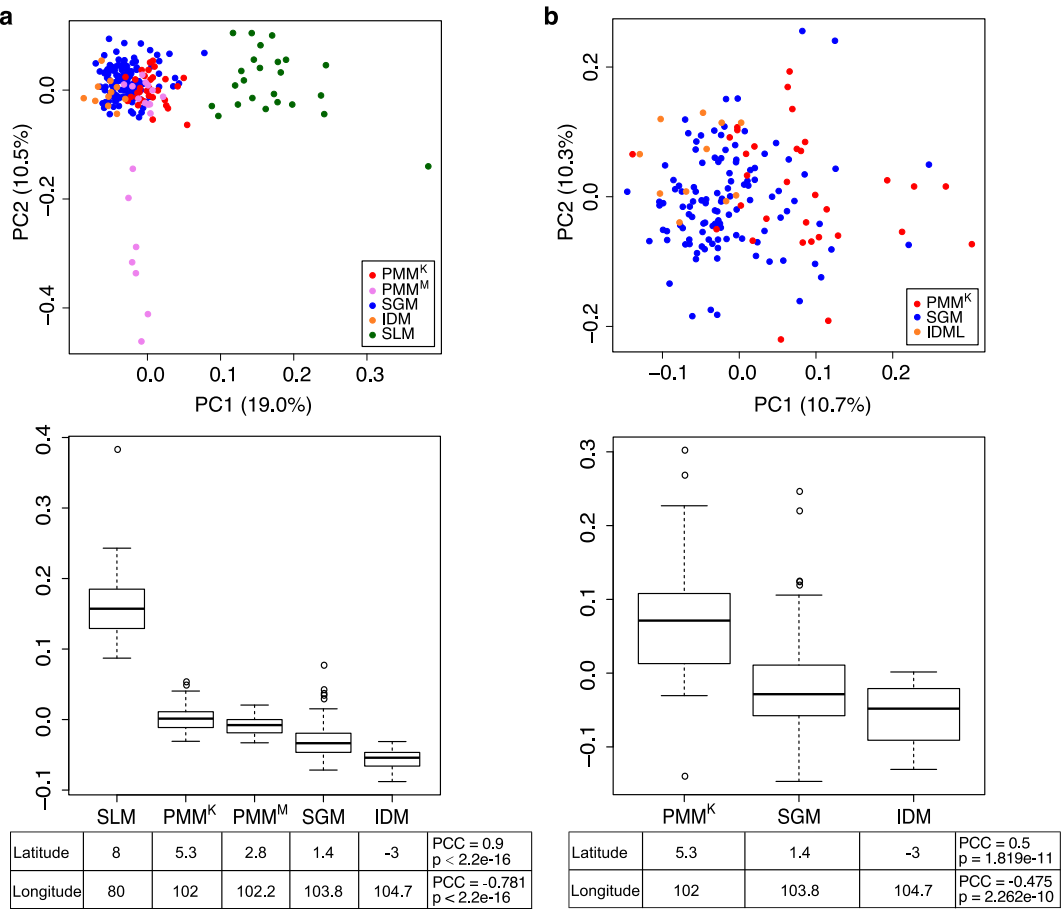 a
0.0
−0.2
−0.4
PC2 (10.5%)
PMMK
PMMM
SGM
IDM
SLM
0.0 0.1 0.2 0.3
PC1 (19.0%)
b
0.2
0.0
−0.2
PC2 (10.3%)
PMMK
SGM
IDML
−0.1 0.0 0.1 0.2
PC1 (10.7%)
0.4
0.3
0.2
0.1
0.0
−0.1
SLM PMMK PMMM SGM IDM
Latitude 8 5.3 2.8 1.4 -3 PCC = 0.9
p < 2.2e-16
Longitude 80 102 102.2 103.8 104.7 PCC = -0.781
p < 2.2e-16
0.3
0.2
0.1
0.0
−0.1
PMMK SGM IDM
Latitude 5.3 1.4 -3 PCC = 0.5
p = 1.819e-11
Longitude 102 103.8 104.7 PCC = -0.475
p = 2.262e-10